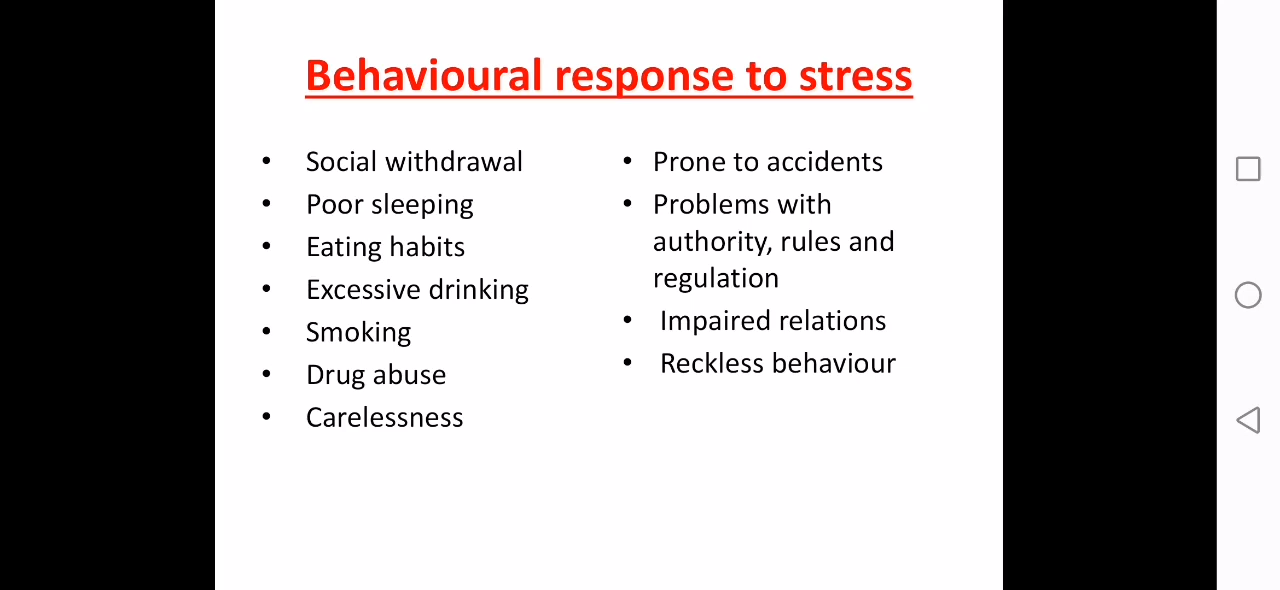 Behavioural response to stress
• Social withdrawal
• Poor sleeping
• Eating habits
• Excessive drinking
• Smoking
• Drug abuse
• Carelessness
• Prone to accidents
• Problems with
authority, rules and
regulation
• Impaired relations
• Reckless behaviour